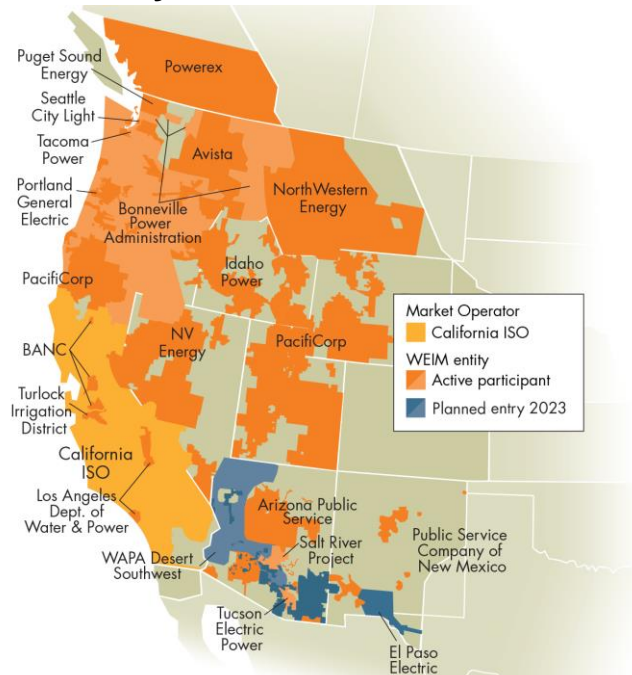 Puget Sound
Energy
Powerex
Seattle
City Light
Tacoma
Power
Avista
Portland
General
Electric
Bonneville
Power
Administration
NorthWestern
Energy
PacifiCorp
Idaho
Power
NV
Energy
PacifiCorp
Market Operator
California ISO
WEIM entity
Active participant
Planned entry 2023
BANC
Turlock
Irrigation
District
California
ISO
Los Angeles
Dept. of
Water & Power
Arizona Public
Service
Salt River
Project
Public Service
Company of
New Mexico
WAPA Desert
Southwest
Tucson
Electric
Power
El Paso
Electric